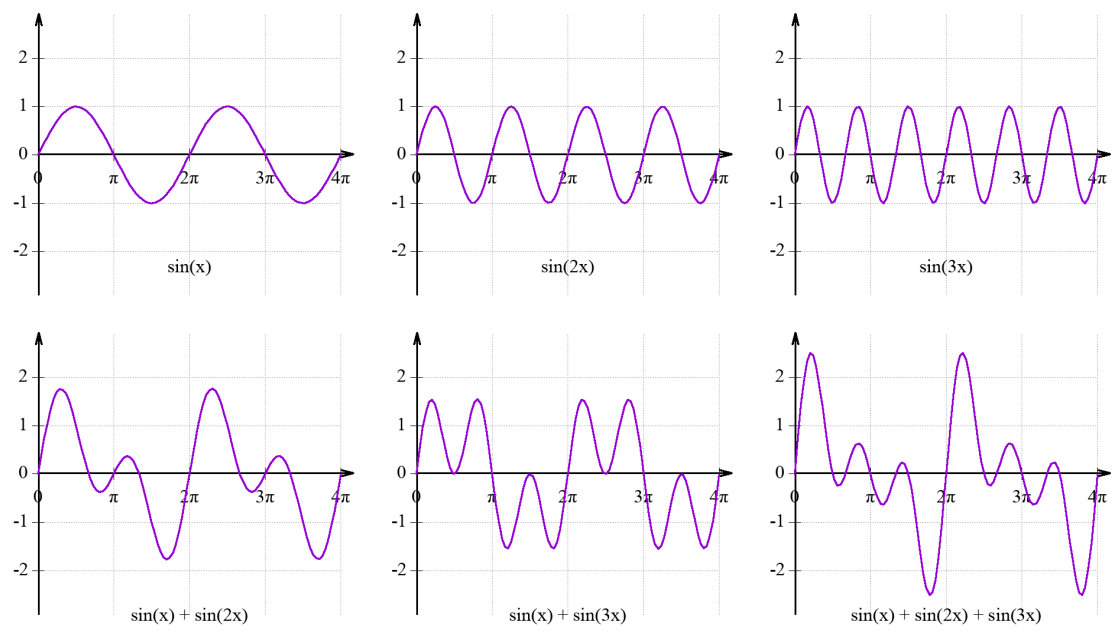 2
1
0
-1
-2
0 π 2π 3π 4π
sin(x)
2
1
0
-1
-2
0 π 2π 3π 4π
sin(2x)
2
1
0
-1
-2
0 π 2π 3π 4π
sin(3x)
2
1
0
-1
-2
0 π 2π 3π 4π
sin(x) + sin(2x)
2
1
0
-1
-2
0 π 2π 3π 4π
sin(x) + sin(3x)
2
1
0
-1
-2
0 π 2π 3π 4π
sin(x) + sin(2x) + sin(3x)